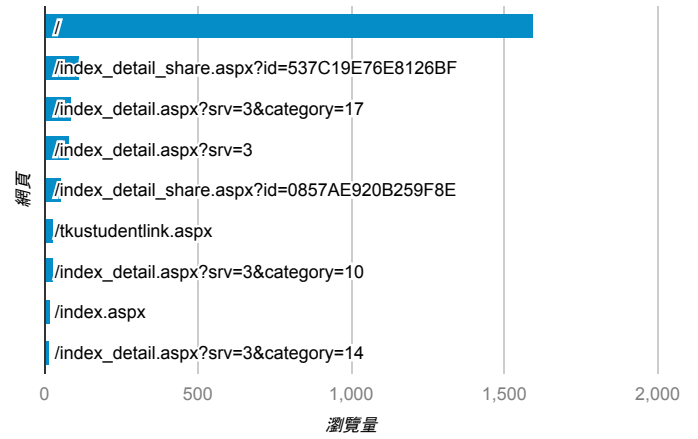 /
/index_detail_share.aspx?id=537C19E76E8126BF
/index_detail.aspx?srv=3&category=17
/index_detail.aspx?srv=3
/index_detail_share.aspx?id=0857AE920B259F8E
/tkustudentlink.aspx
/index_detail.aspx?srv=3&category=10
/index.aspx
/index_detail.aspx?srv=3&category=14
網頁
0 500 1,000 1,500 2,000
瀏覽量